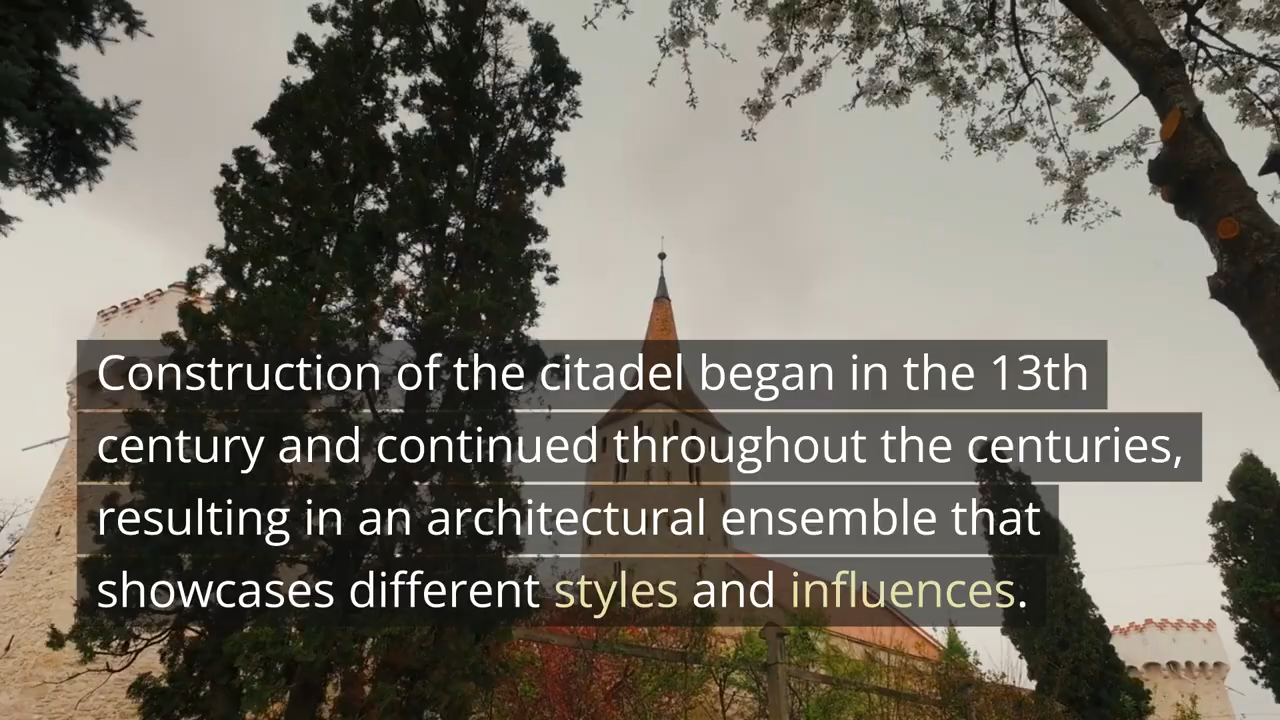 Construction of the citadel began in the 13th
century and continued throughout the centuries,
resulting in an architectural ensemble that
showcases different styles and influences.